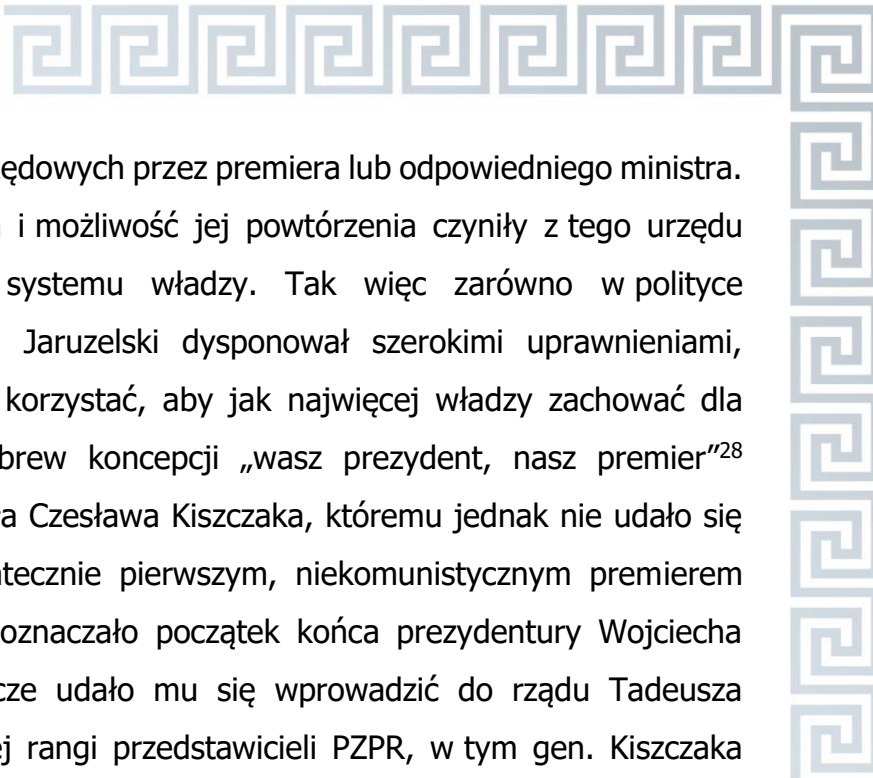 ędowych przez premiera lub odpowiedniego ministra.
i możliwość jej powtórzenia czyniły z tego urzędu
systemu władzy. Tak więc zarówno w polityce
Jaruzelski dysponował szerokimi uprawnieniami,
korzystać, aby jak najwięcej władzy zachować dla
brew koncepcji „wasz prezydent, nasz premier”28
ła Czesława Kiszczaka, któremu jednak nie udało się
atecznie pierwszym, niekomunistycznym premierem
oznaczało początek końca prezydentury Wojciecha
cze udało mu się wprowadzić do rządu Tadeusza
ej rangi przedstawicieli PZPR, w tym gen. Kiszczaka